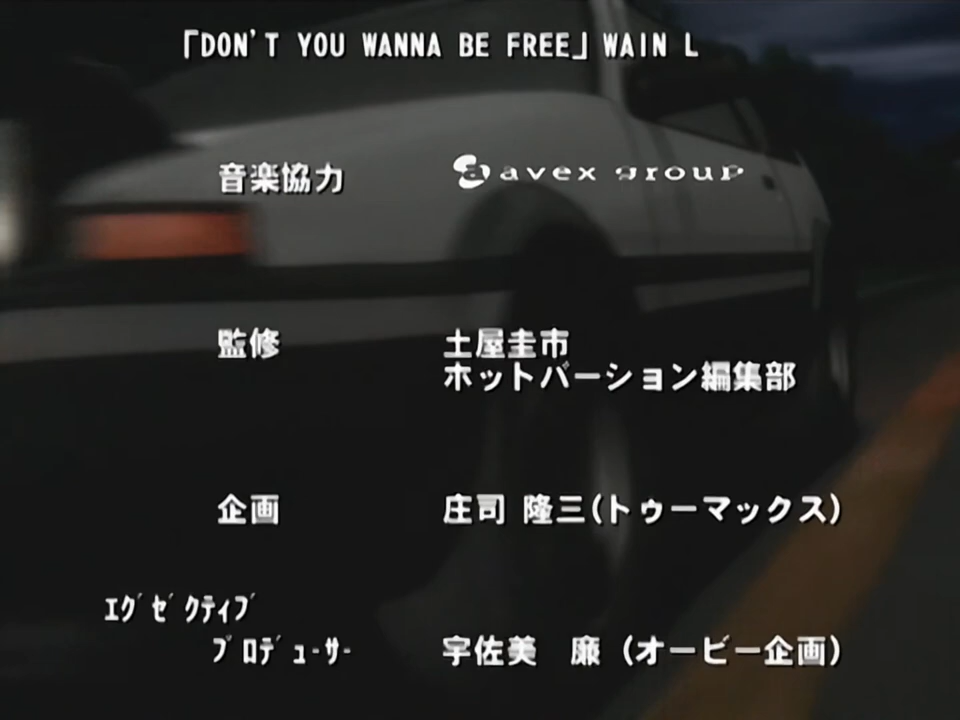 「DON'T YOU WANNA BE FREE」WAIN L
音楽協力 avex group
監修 土屋圭市
ホットバーション編集部
企画 庄司 隆三(トゥーマックス)
ｴｸﾞｾﾞｸﾃｨﾌﾞ
ﾌﾟﾛﾃﾞｭｰｻｰ 宇佐美 廉 (オービー企画)